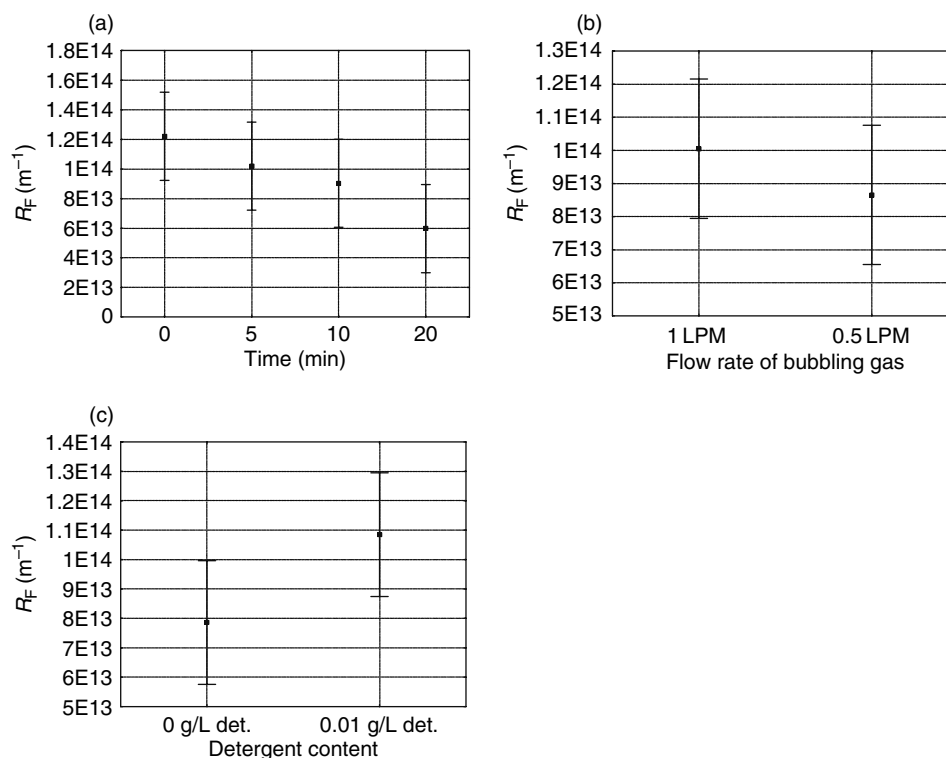 (a)
1.8E14
1.6E14
1.4E14
1.2E14
1E14
8E13
6E13
4E13
2E13
0
R_F (m⁻¹)
0 5 10 20
Time (min)
(b)
1.3E14
1.2E14
1.1E14
1E14
9E13
8E13
7E13
6E13
5E13
R_F (m⁻¹)
1 LPM 0.5 LPM
Flow rate of bubbling gas
(c)
1.4E14
1.3E14
1.2E14
1.1E14
1E14
9E13
8E13
7E13
6E13
5E13
R_F (m⁻¹)
0 g/L det. 0.01 g/L det.
Detergent content